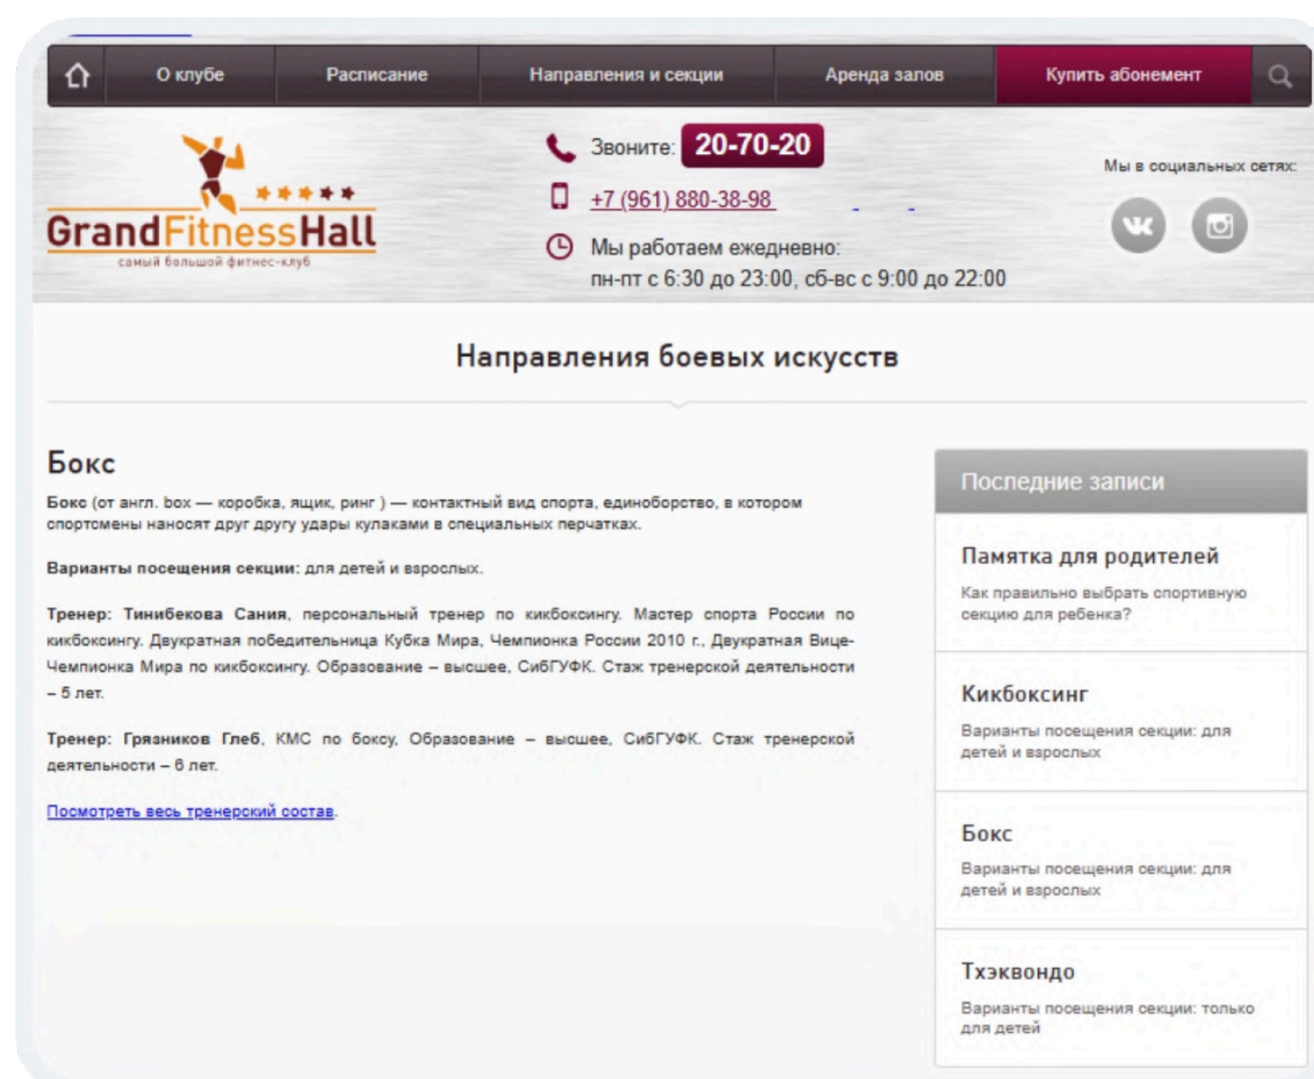 О клубе
Расписание
Направления и секции
Аренда залов
Купить абонемент
GrandFitnessHall
самый большой фитнес-клуб
Звоните: 20-70-20
+7 (961) 880-38-98
Мы работаем ежедневно:
пн-пт с 6:30 до 23:00, сб-вс с 9:00 до 22:00
Мы в социальных сетях:
Направления боевых искусств
Бокс
Бокс (от англ. box — коробка, ящик, ринг ) — контактный вид спорта, единоборство, в котором
спортсмены наносят друг другу удары кулаками в специальных перчатках.
Варианты посещения секции: для детей и взрослых.
Тренер: Тинибекова Сания, персональный тренер по кикбоксингу. Мастер спорта России по
кикбоксингу. Двукратная победительница Кубка Мира, Чемпионка России 2010 г., Двукратная Вице-
Чемпионка Мира по кикбоксингу. Образование – высшее, СибГУФК. Стаж тренерской деятельности
– 5 лет.
Тренер: Грязников Глеб, КМС по боксу, Образование – высшее, СибГУФК. Стаж тренерской
деятельности – 6 лет.
Посмотреть весь тренерский состав.
Последние записи
Памятка для родителей
Как правильно выбрать спортивную
секцию для ребенка?
Кикбоксинг
Варианты посещения секции: для
детей и взрослых
Бокс
Варианты посещения секции: для
детей и взрослых
Тхэквондо
Варианты посещения секции: только
для детей